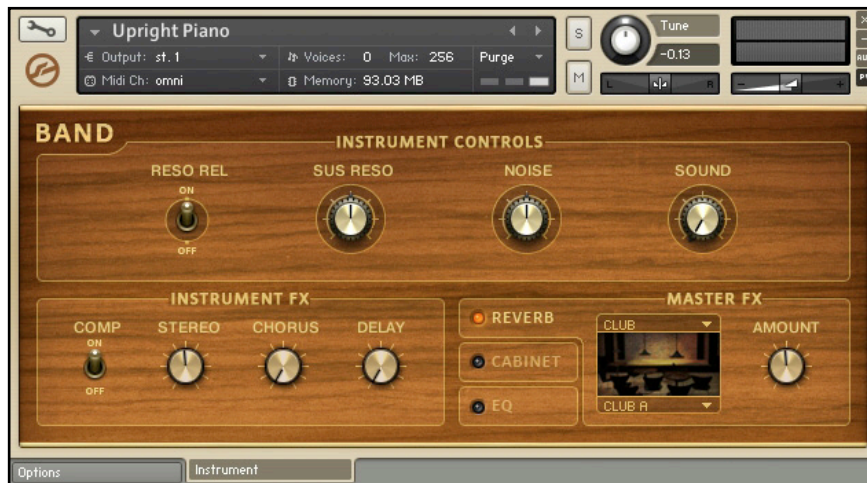 Upright Piano
Output: st. 1
Voices: 0 Max: 256
Purge
Midi Ch: omni
Memory: 93.03 MB
S
M
Tune
-0.13
L R
- +
BAND
INSTRUMENT CONTROLS
RESO REL
SUS RESO
NOISE
SOUND
ON
OFF
INSTRUMENT FX
COMP
STEREO
CHORUS
DELAY
ON
OFF
MASTER FX
REVERB
CABINET
EQ
CLUB
CLUB A
AMOUNT
Options
Instrument